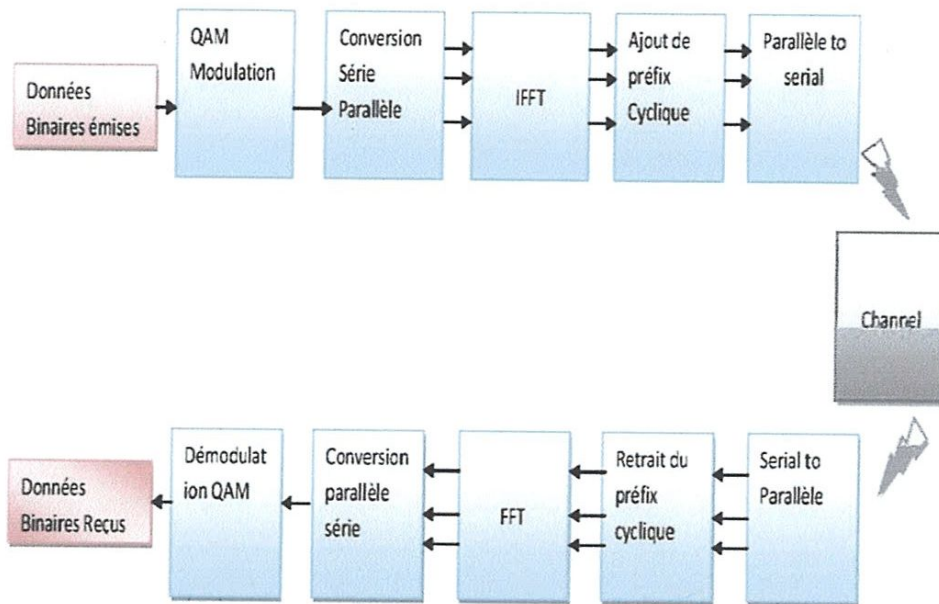 QAM
Modulation
Conversion
Série
Parallèle
IFFT
Ajout de
préfix
Cyclique
Parallèle to
serial
Données
Binaires émises
Channel
Démodulat
ion QAM
Conversion
parallèle
série
FFT
Retrait du
préfix
cyclique
Serial to
Parallèle
Données
Binaires Reçus